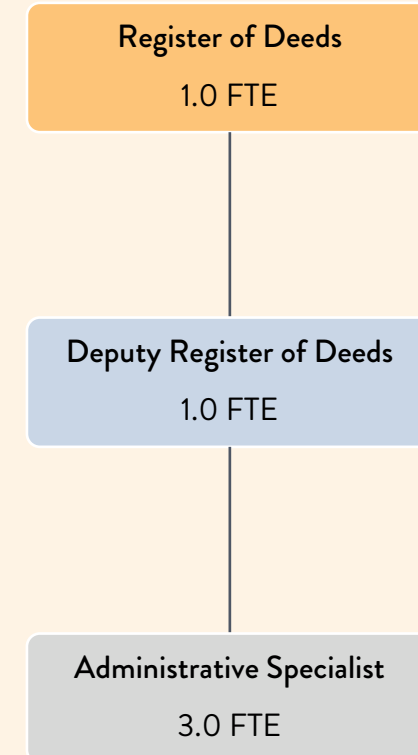 Register of Deeds
1.0 FTE
Deputy Register of Deeds
1.0 FTE
Administrative Specialist
3.0 FTE